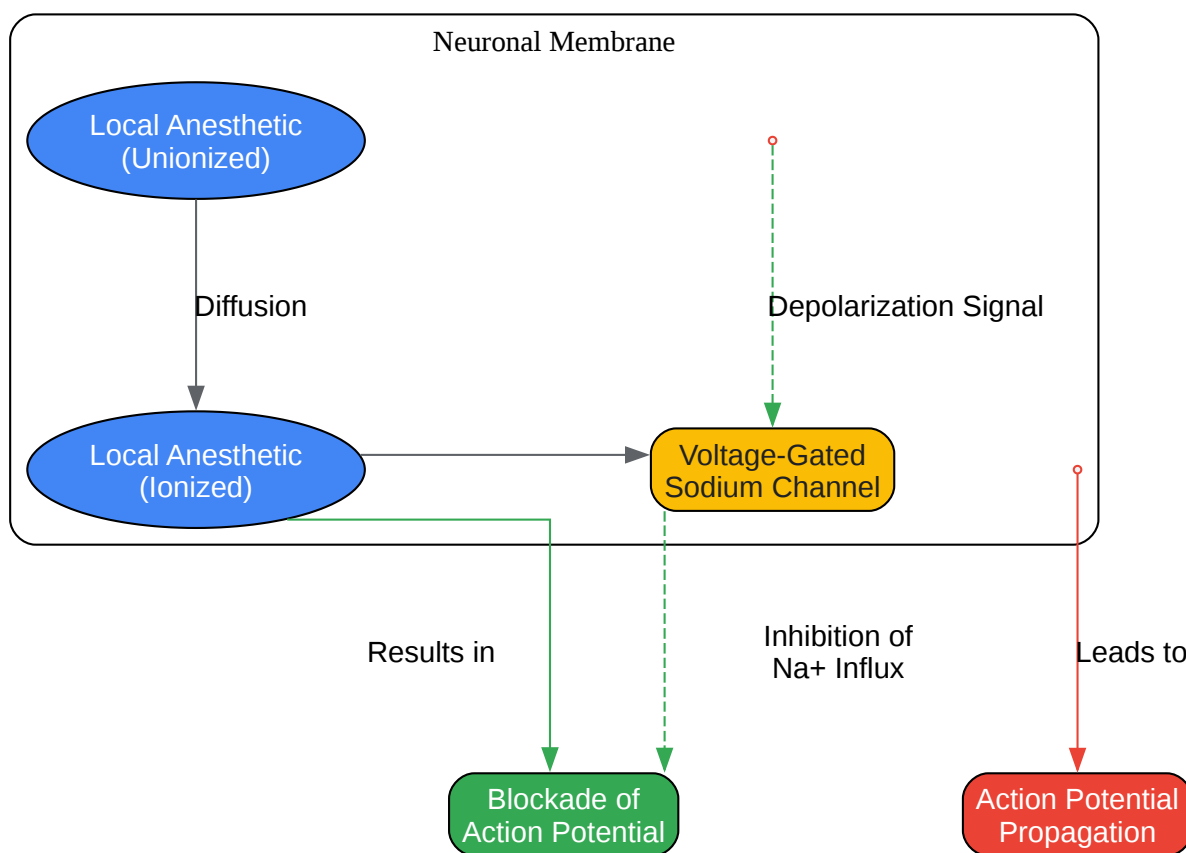 Neuronal Membrane
Local Anesthetic
(Unionized)
Diffusion
Depolarization Signal
Local Anesthetic
(Ionized)
Voltage-Gated
Sodium Channel
Results in
Inhibition of
Na+ Influx
Leads to
Blockade of
Action Potential
Action Potential
Propagation